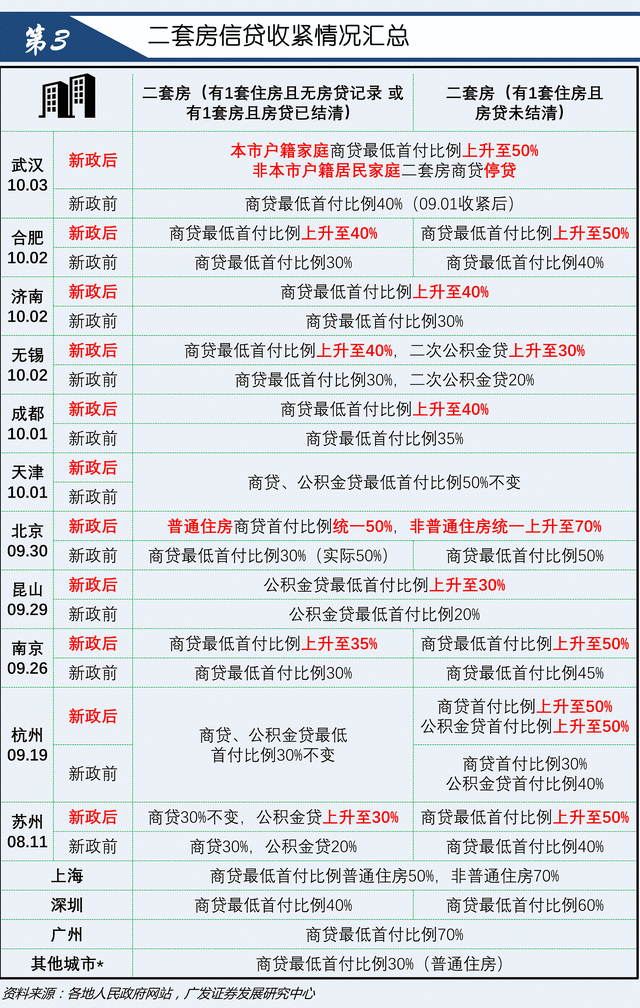 第3
二套房信贷收紧情况汇总
二套房（有1套住房且无房贷记录 或
有1套房且房贷已结清）
二套房（有1套住房且
房贷未结清）
武汉
10.03
新政后
本市户籍家庭商贷最低首付比例上升至50%
非本市户籍居民家庭二套房商贷停贷
新政前
商贷最低首付比例40%（09.01收紧后）
合肥
10.02
新政后
商贷最低首付比例上升至40%
商贷最低首付比例上升至50%
新政前
商贷最低首付比例30%
商贷最低首付比例40%
济南
10.02
新政后
商贷最低首付比例上升至40%
新政前
商贷最低首付比例30%
无锡
10.02
新政后
商贷最低首付比例上升至40%，二次公积金贷上升至30%
新政前
商贷最低首付比例30%，二次公积金贷20%
成都
10.01
新政后
商贷最低首付比例上升至40%
新政前
商贷最低首付比例35%
天津
10.01
新政后
新政前
商贷、公积金贷最低首付比例50%不变
北京
09.30
新政后
普通住房商贷首付比例统一50%，非普通住房统一上升至70%
新政前
商贷最低首付比例30%（实际50%）
商贷最低首付比例50%
昆山
09.29
新政后
公积金贷最低首付比例上升至30%
新政前
公积金贷最低首付比例20%
南京
09.26
新政后
商贷最低首付比例上升至35%
商贷最低首付比例上升至50%
新政前
商贷最低首付比例30%
商贷最低首付比例45%
杭州
09.19
新政后
商贷、公积金贷最低
首付比例30%不变
商贷首付比例上升至50%
公积金贷首付比例上升至50%
新政前
商贷首付比例30%
公积金贷首付比例40%
苏州
08.11
新政后
商贷30%不变，公积金贷上升至30%
商贷最低首付比例上升至50%
新政前
商贷30%，公积金贷20%
商贷最低首付比例40%
上海
商贷最低首付比例普通住房50%，非普通住房70%
深圳
商贷最低首付比例40%
商贷最低首付比例60%
广州
商贷最低首付比例70%
其他城市*
商贷最低首付比例30%（普通住房）
资料来源：各地人民政府网站，广发证券发展研究中心